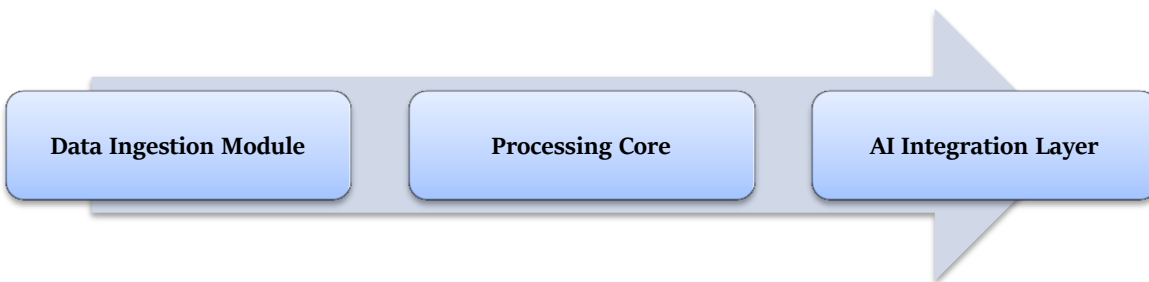 Data Ingestion Module
Processing Core
AI Integration Layer